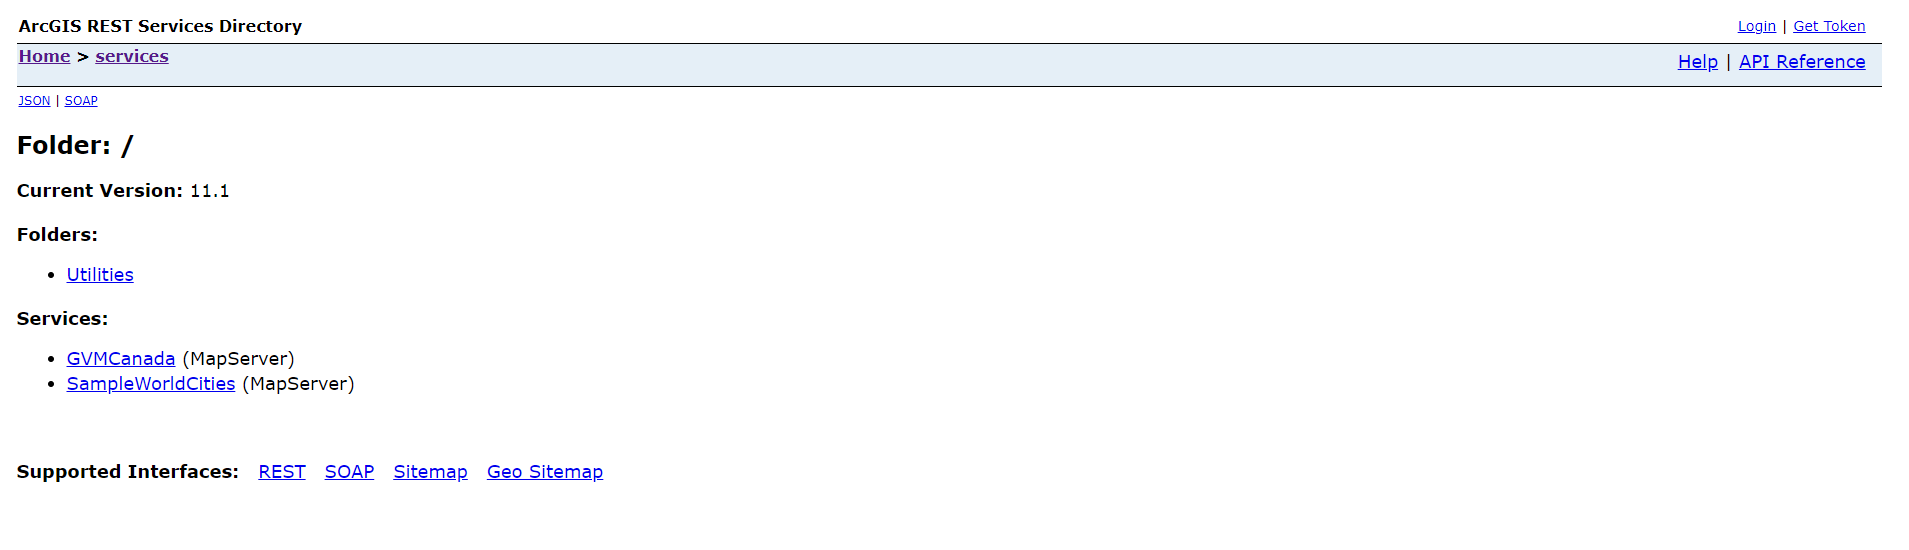 ArcGIS REST Services Directory
Login | Get Token
Home > services
Help | API Reference
JSON | SOAP
Folder: /
Current Version: 11.1
Folders:
• Utilities
Services:
• GVMCanada (MapServer)
• SampleWorldCities (MapServer)
Supported Interfaces: REST SOAP Sitemap Geo Sitemap